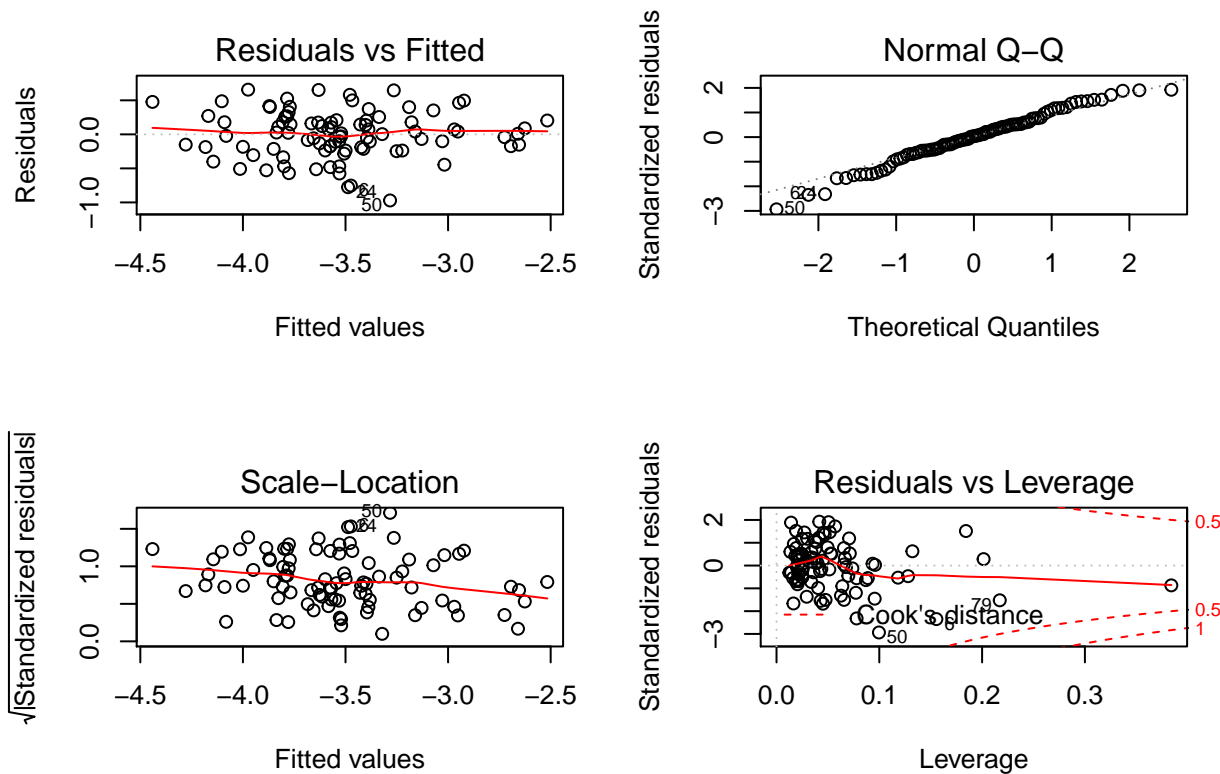 Residuals vs Fitted
Residuals
0.0
−1.0
−4.5 −4.0 −3.5 −3.0 −2.5
Fitted values
24
50
Normal Q−Q
Standardized residuals
2
0
−3
−2 −1 0 1 2
Theoretical Quantiles
50
Scale−Location
√|Standardized residuals|
1.0
0.0
−4.5 −4.0 −3.5 −3.0 −2.5
Fitted values
50
24
Residuals vs Leverage
Standardized residuals
2
0
−3
0.0 0.1 0.2 0.3
Leverage
Cook's distance
79
6
50
0.5
0.5
1